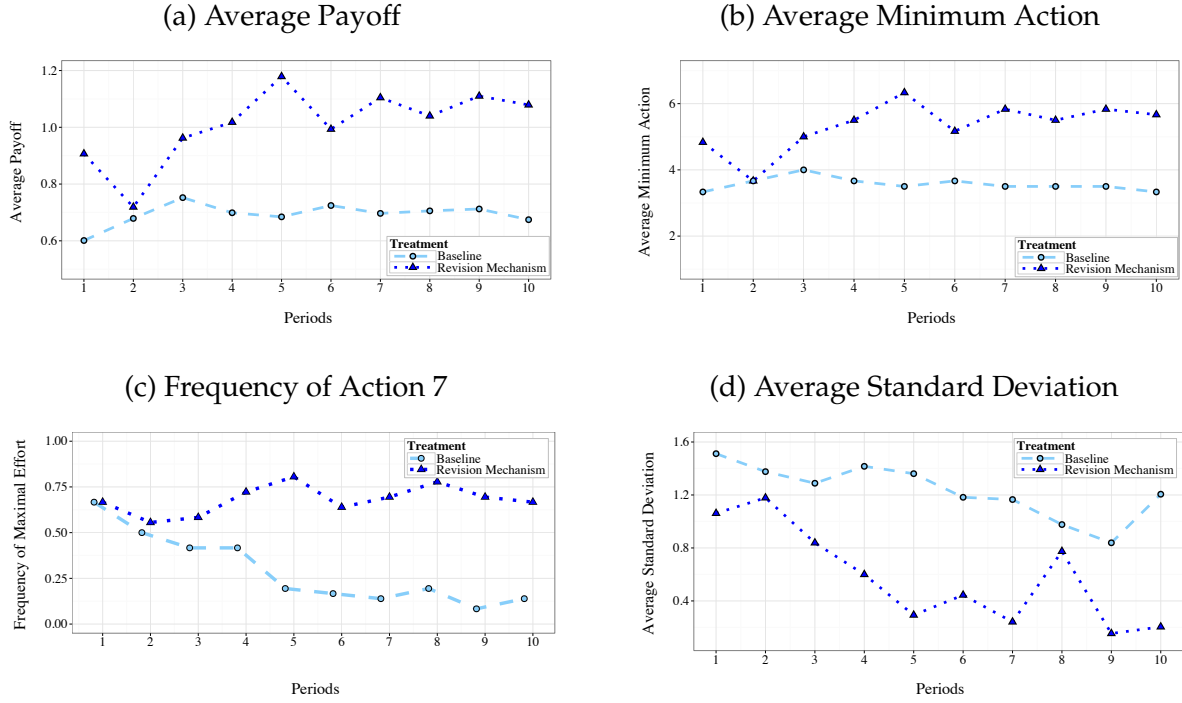 (a) Average Payoff
Average Payoff
1.2
1.0
0.8
0.6
Treatment
Baseline
Revision Mechanism
1 2 3 4 5 6 7 8 9 10
Periods
(b) Average Minimum Action
Average Minimum Action
6
4
2
Treatment
Baseline
Revision Mechanism
1 2 3 4 5 6 7 8 9 10
Periods
(c) Frequency of Action 7
Frequency of Maximal Effort
1.00
0.75
0.50
0.25
0.00
Treatment
Baseline
Revision Mechanism
1 2 3 4 5 6 7 8 9 10
Periods
(d) Average Standard Deviation
Average Standard Deviation
1.6
1.2
0.8
0.4
Treatment
Baseline
Revision Mechanism
1 2 3 4 5 6 7 8 9 10
Periods